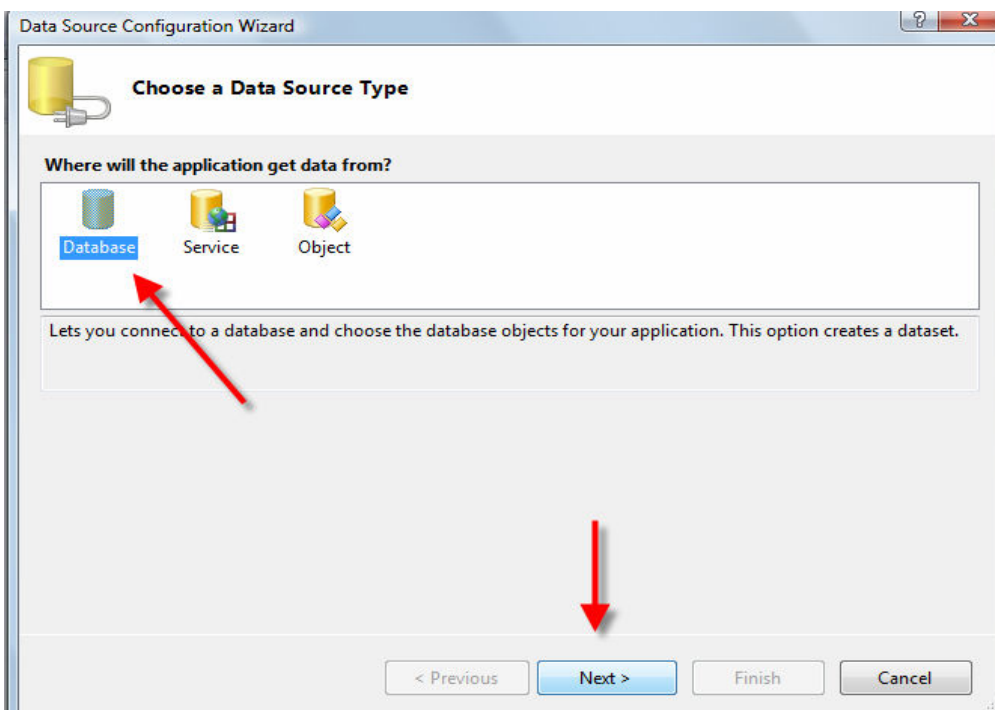 Data Source Configuration Wizard
Choose a Data Source Type
Where will the application get data from?
Database Service Object
Lets you connect to a database and choose the database objects for your application. This option creates a dataset.
< Previous Next > Finish Cancel